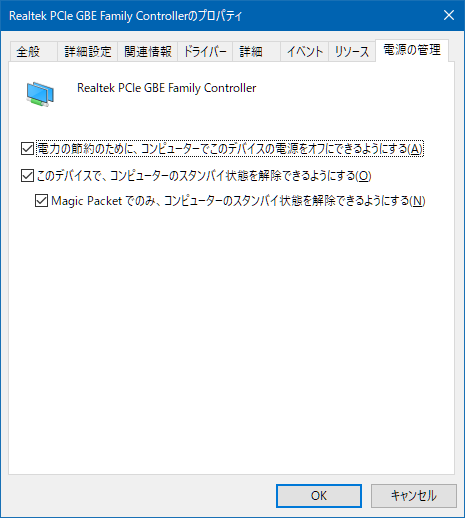 Realtek PCIe GBE Family Controllerのプロパティ
全般 詳細設定 関連情報 ドライバー 詳細 イベント リソース 電源の管理
Realtek PCIe GBE Family Controller
電力の節約のために、コンピューターでこのデバイスの電源をオフにできるようにする(A)
このデバイスで、コンピューターのスタンバイ状態を解除できるようにする(O)
Magic Packet でのみ、コンピューターのスタンバイ状態を解除できるようにする(N)
OK キャンセル